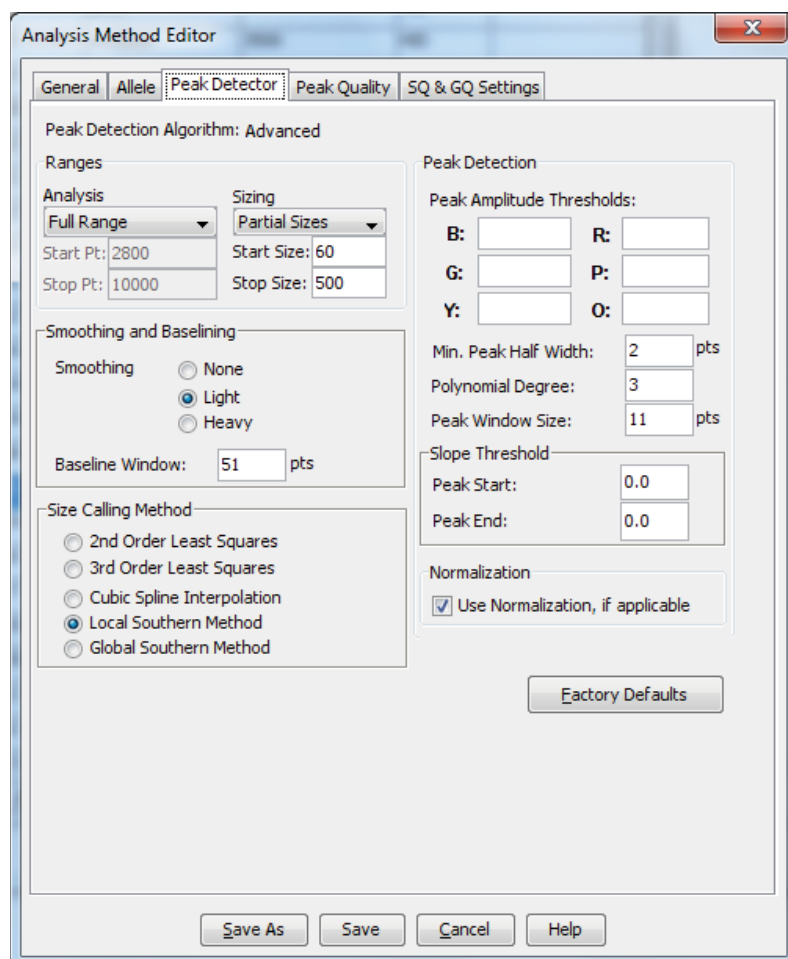 Analysis Method Editor
General Allele Peak Detector Peak Quality SQ & GQ Settings
Peak Detection Algorithm: Advanced
Ranges
Analysis
Full Range
Start Pt: 2800
Stop Pt: 10000
Sizing
Partial Sizes
Start Size: 60
Stop Size: 500
Smoothing and Baselining
Smoothing
None
Light
Heavy
Baseline Window: 51 pts
Size Calling Method
2nd Order Least Squares
3rd Order Least Squares
Cubic Spline Interpolation
Local Southern Method
Global Southern Method
Peak Detection
Peak Amplitude Thresholds:
B: R:
G: P:
Y: O:
Min. Peak Half Width: 2 pts
Polynomial Degree: 3
Peak Window Size: 11 pts
Slope Threshold
Peak Start: 0.0
Peak End: 0.0
Normalization
Use Normalization, if applicable
Factory Defaults
Save As Save Cancel Help